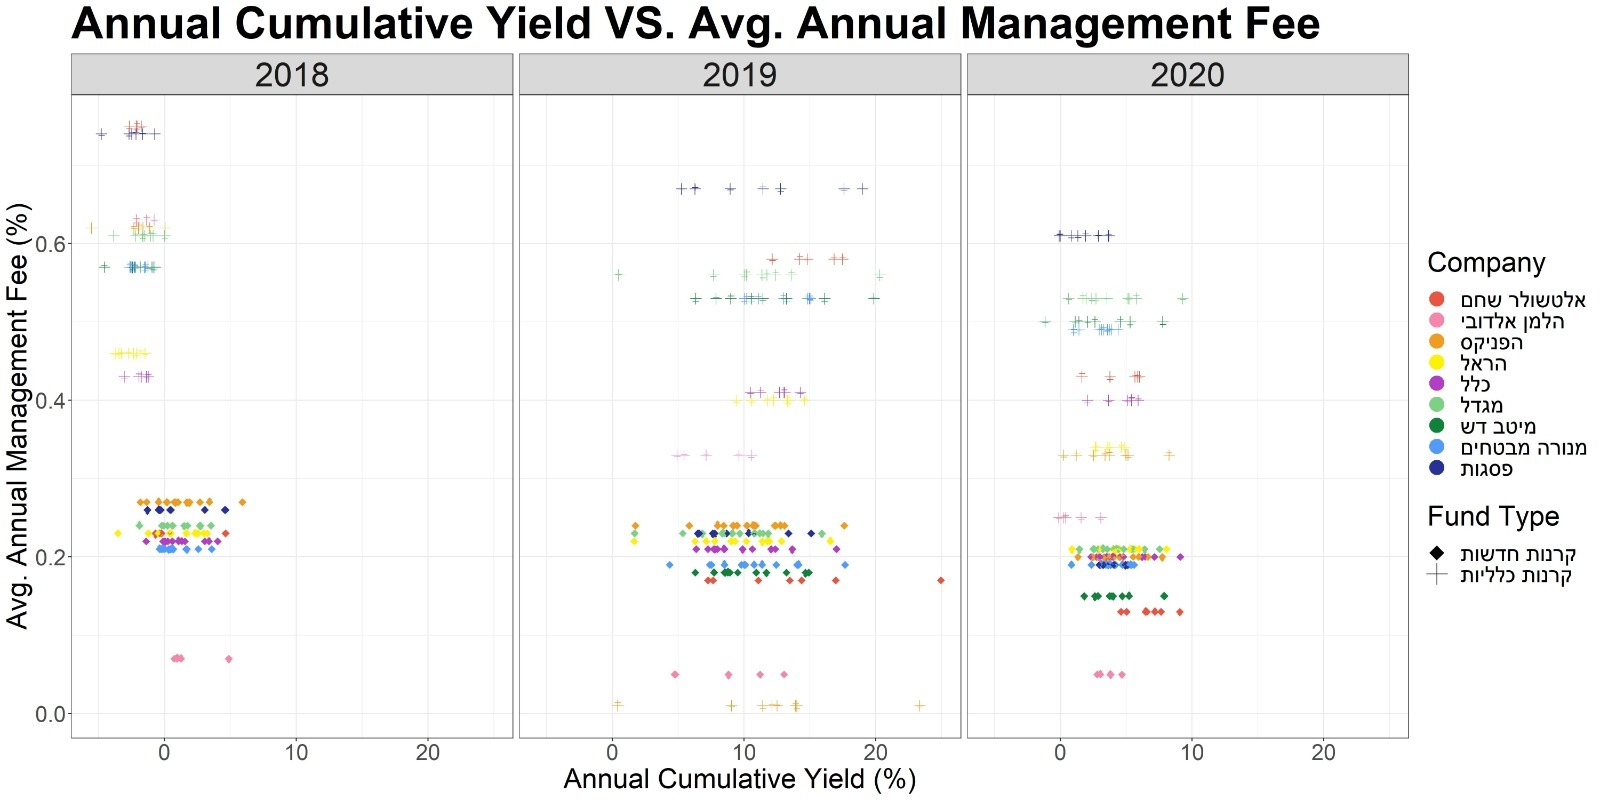 Annual Cumulative Yield VS. Avg. Annual Management Fee
2018
2019
2020
Avg. Annual Management Fee (%)
0.6
0.4
0.2
0.0
0 10 20
0 10 20
0 10 20
Annual Cumulative Yield (%)
Company
אלטשולר שחם
הלמן אלדובי
הפניקס
הראל
כלל
מגדל
מיטב דש
מנורה מבטחים
פסגות
Fund Type
קרנות חדשות
קרנות כלליות